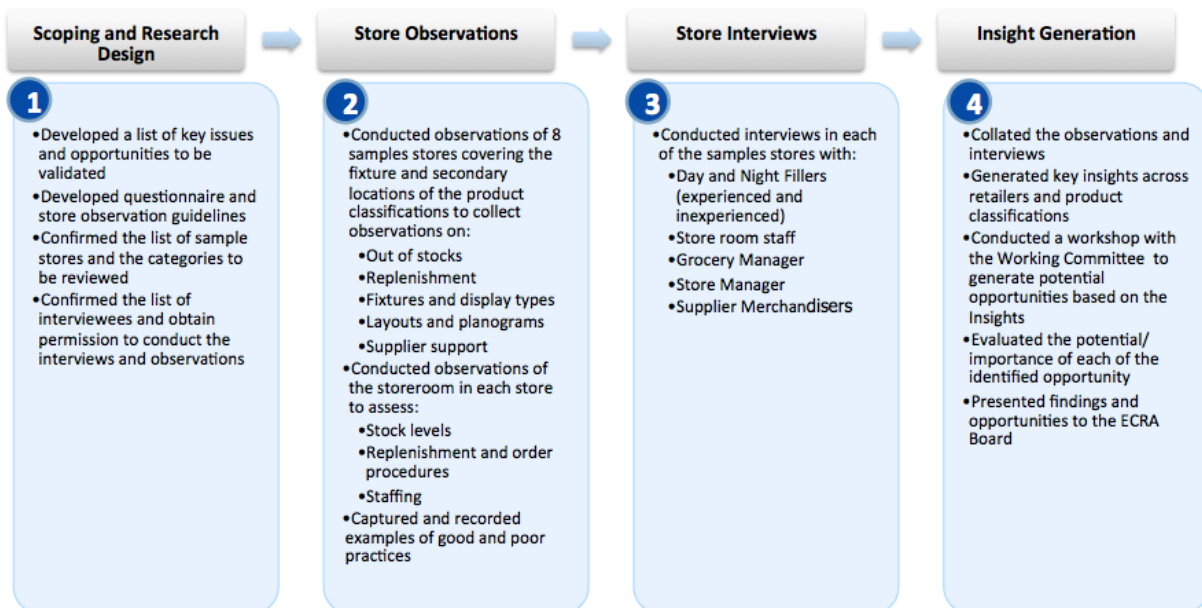 Scoping and Research
Design
Store Observations
Store Interviews
Insight Generation
1
•Developed a list of key issues
and opportunities to be
validated
•Developed questionnaire and
store observation guidelines
•Confirmed the list of sample
stores and the categories to
be reviewed
•Confirmed the list of
interviewees and obtain
permission to conduct the
interviews and observations
2
•Conducted observations of 8
samples stores covering the
fixture and secondary
locations of the product
classifications to collect
observations on:
•Out of stocks
•Replenishment
•Fixtures and display types
•Layouts and planograms
•Supplier support
•Conducted observations of
the storeroom in each store
to assess:
•Stock levels
•Replenishment and order
procedures
•Staffing
•Captured and recorded
examples of good and poor
practices
3
•Conducted interviews in each
of the samples stores with:
•Day and Night Fillers
(experienced and
inexperienced)
•Store room staff
•Grocery Manager
•Store Manager
•Supplier Merchandisers
4
•Collated the observations and
interviews
•Generated key insights across
retailers and product
classifications
•Conducted a workshop with
the Working Committee to
generate potential
opportunities based on the
Insights
•Evaluated the potential/
importance of each of the
identified opportunity
•Presented findings and
opportunities to the ECRA
Board